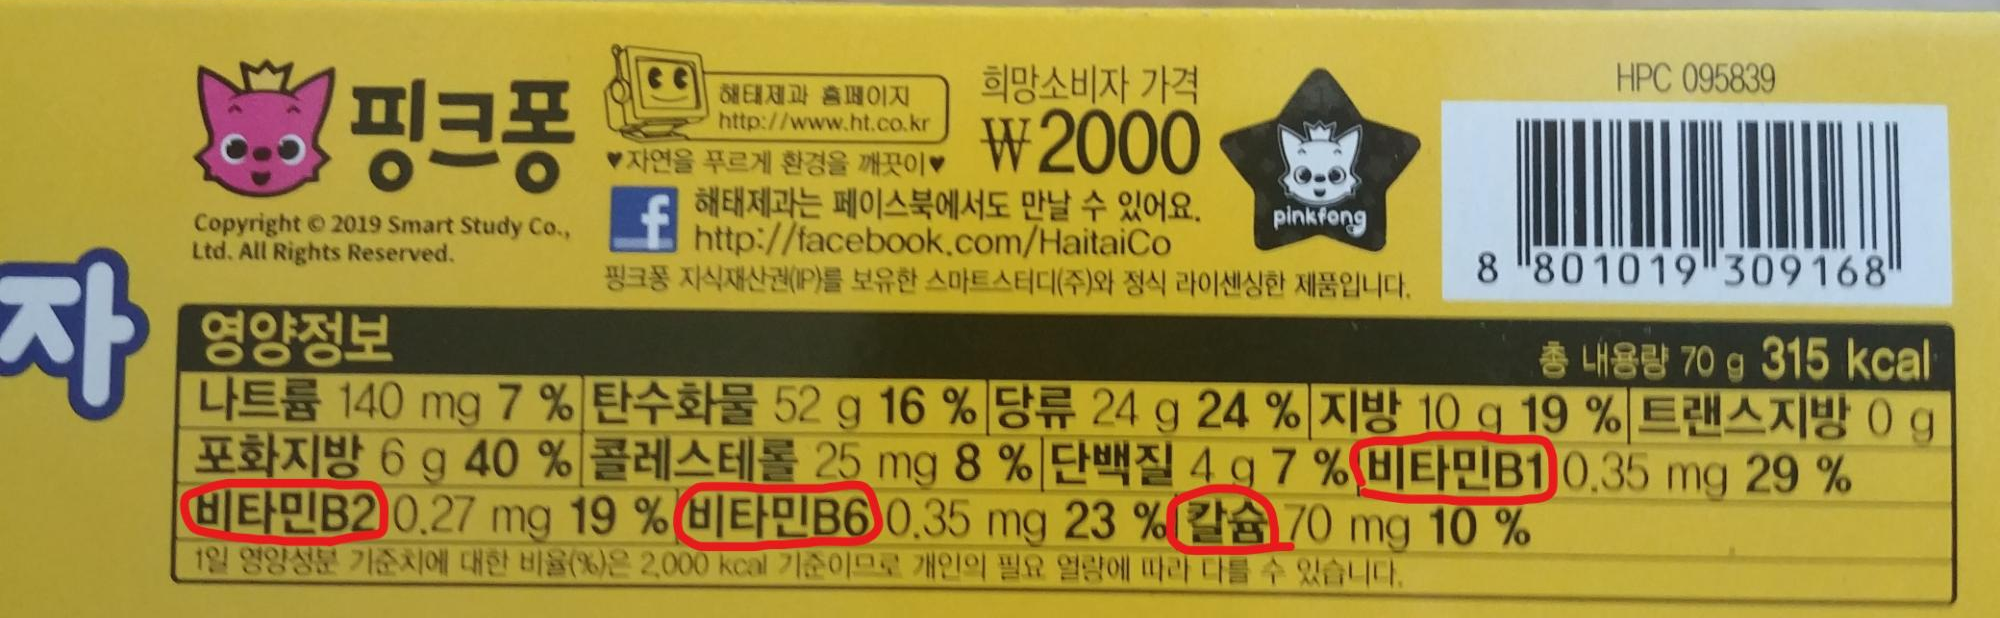 핑크퐁
Copyright © 2019 Smart Study Co.,
Ltd. All Rights Reserved.
해태제과 홈페이지
http://www.ht.co.kr
♥자연을 푸르게 환경을 깨끗이♥
희망소비자 가격
₩2000
f 해태제과는 페이스북에서도 만날 수 있어요.
http://facebook.com/HaitaiCo
핑크퐁 지식재산권(IP)를 보유한 스마트스터디(주)와 정식 라이센싱한 제품입니다.
pinkfong
HPC 095839
8 801019 309168
자
영양정보
총 내용량 70 g 315 kcal
나트륨 140 mg 7 % 탄수화물 52 g 16 % 당류 24 g 24 % 지방 10 g 19 % 트랜스지방 0 g
포화지방 6 g 40 % 콜레스테롤 25 mg 8 % 단백질 4 g 7 % 비타민B1 0.35 mg 29 %
비타민B2 0.27 mg 19 % 비타민B6 0.35 mg 23 % 칼슘 70 mg 10 %
1일 영양성분 기준치에 대한 비율(%)은 2,000 kcal 기준이므로 개인의 필요 열량에 따라 다를 수 있습니다.